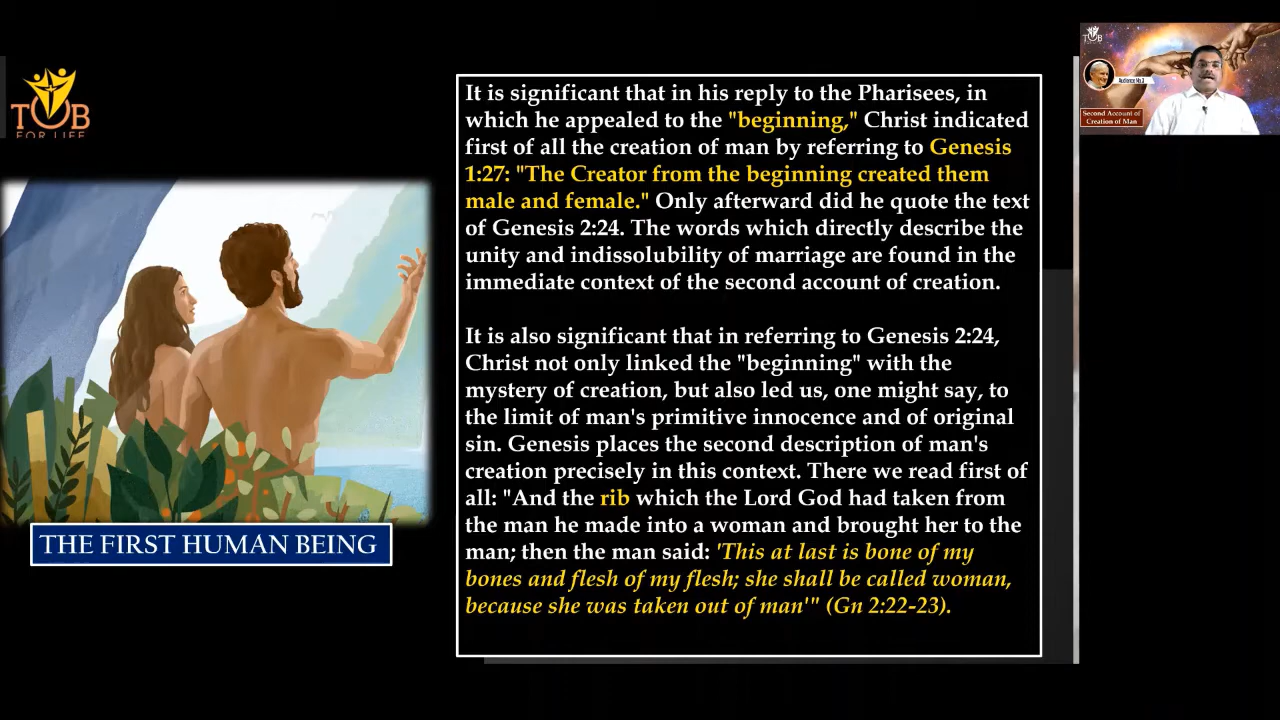 TOB
FOR LIFE
It is significant that in his reply to the Pharisees, in
which he appealed to the "beginning," Christ indicated
first of all the creation of man by referring to Genesis
1:27: "The Creator from the beginning created them
male and female." Only afterward did he quote the text
of Genesis 2:24. The words which directly describe the
unity and indissolubility of marriage are found in the
immediate context of the second account of creation.
It is also significant that in referring to Genesis 2:24,
Christ not only linked the "beginning" with the
mystery of creation, but also led us, one might say, to
the limit of man's primitive innocence and of original
sin. Genesis places the second description of man's
creation precisely in this context. There we read first of
all: "And the rib which the Lord God had taken from
the man he made into a woman and brought her to the
man; then the man said: 'This at last is bone of my
bones and flesh of my flesh; she shall be called woman,
because she was taken out of man'" (Gn 2:22-23).
THE FIRST HUMAN BEING
TOB
Audience No.3
Second Account of
Creation of Man